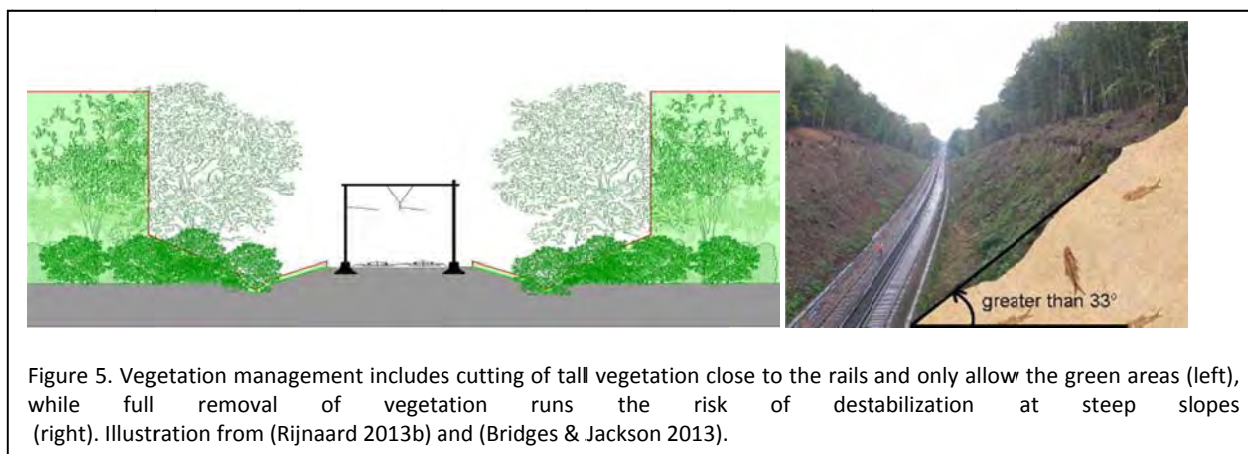 greater than 33°
Figure 5. Vegetation management includes cutting of tall vegetation close to the rails and only allow the green areas (left),
while full removal of vegetation runs the risk of destabilization at steep slopes
(right). Illustration from (Rijnaard 2013b) and (Bridges & Jackson 2013).